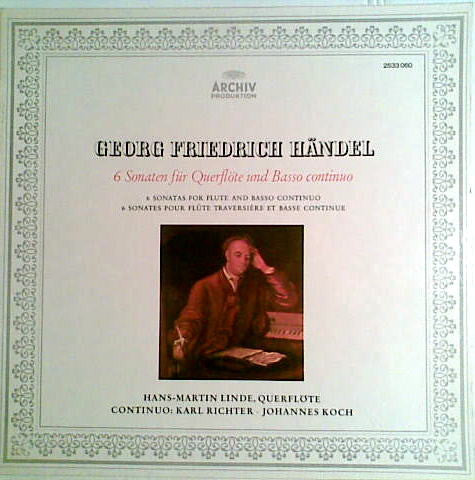 2533 060
ARCHIV
PRODUKTION
GEORG FRIEDRICH HÄNDEL
6 Sonaten für Querflöte und Basso continuo
6 SONATAS FOR FLUTE AND BASSO CONTINUO
6 SONATES POUR FLÛTE TRAVERSIÈRE ET BASSE CONTINUE
HANS-MARTIN LINDE, QUERFLÖTE
CONTINUO: KARL RICHTER · JOHANNES KOCH